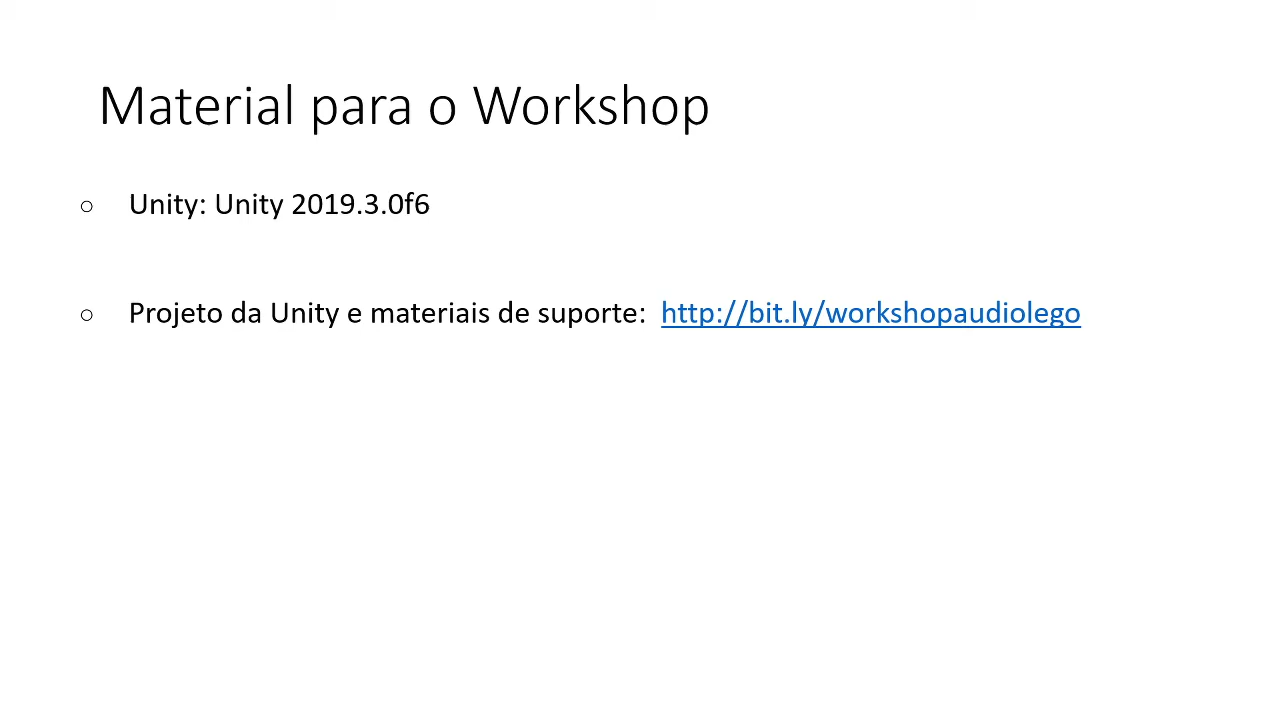 Material para o Workshop
○ Unity: Unity 2019.3.0f6
○ Projeto da Unity e materiais de suporte: http://bit.ly/workshopaudiolego